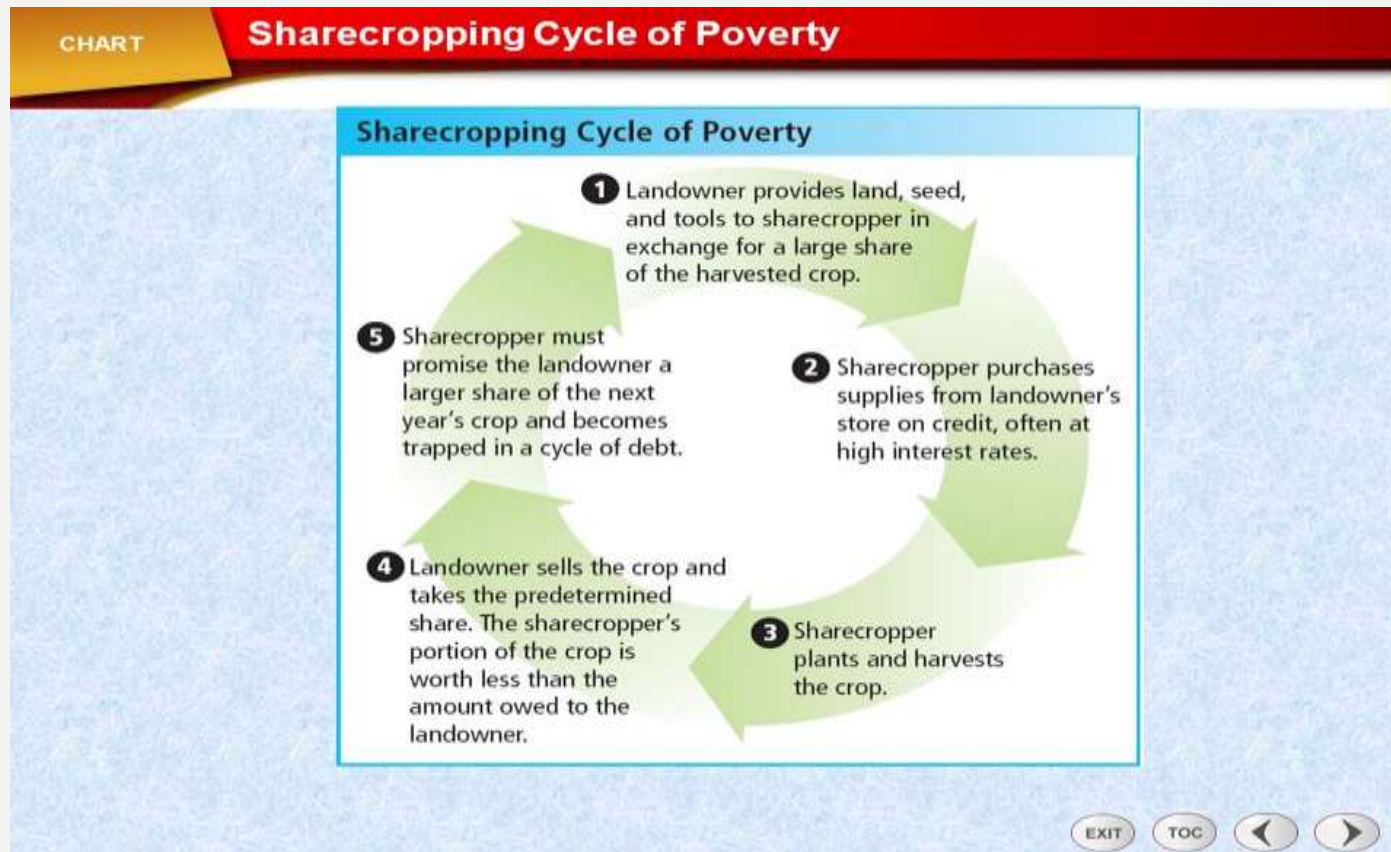 CHART
Sharecropping Cycle of Poverty
Sharecropping Cycle of Poverty
1 Landowner provides land, seed,
and tools to sharecropper in
exchange for a large share
of the harvested crop.
2 Sharecropper purchases
supplies from landowner's
store on credit, often at
high interest rates.
3 Sharecropper
plants and harvests
the crop.
4 Landowner sells the crop and
takes the predetermined
share. The sharecropper's
portion of the crop is
worth less than the
amount owed to the
landowner.
5 Sharecropper must
promise the landowner a
larger share of the next
year's crop and becomes
trapped in a cycle of debt.
EXIT TOC